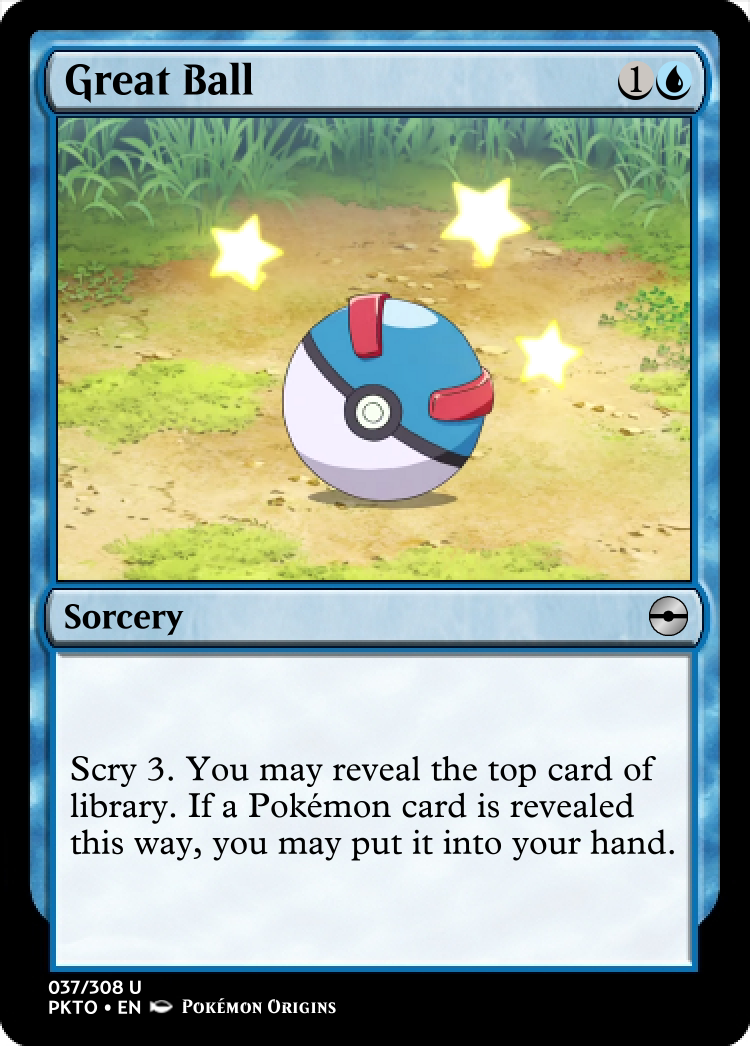 Great Ball
1
Sorcery
Scry 3. You may reveal the top card of
library. If a Pokémon card is revealed
this way, you may put it into your hand.
037/308 U
PKTO • EN Pokémon Origins